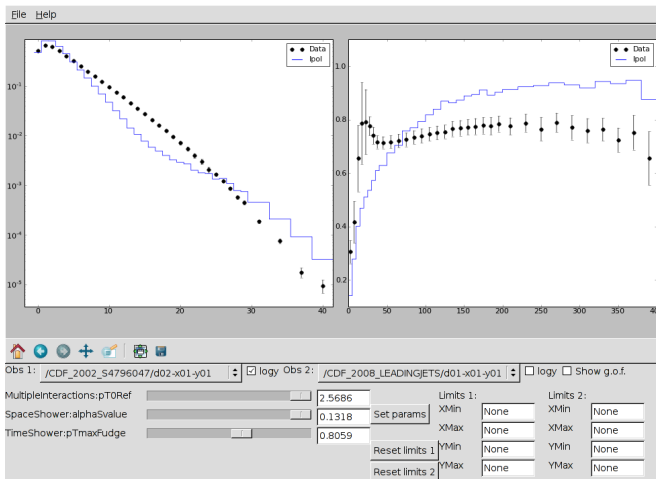 File Help
Data
Ipol
10^-1
10^-2
10^-3
10^-4
10^-5
0 10 20 30 40
Data
Ipol
1.0
0.8
0.6
0.4
0.2
0 50 100 150 200 250 300 350 40
Obs 1: /CDF_2002_S4796047/d02-x01-y01 logy Obs 2: /CDF_2008_LEADINGJETS/d01-x01-y01 logy Show g.o.f.
MultipleInteractions:pT0Ref 2.5686
SpaceShower:alphaSvalue 0.1318
TimeShower:pTmaxFudge 0.8059
Set params
Reset limits 1
Reset limits 2
Limits 1:
XMin None
XMax None
YMin None
YMax None
Limits 2:
XMin None
XMax None
YMin None
YMax None